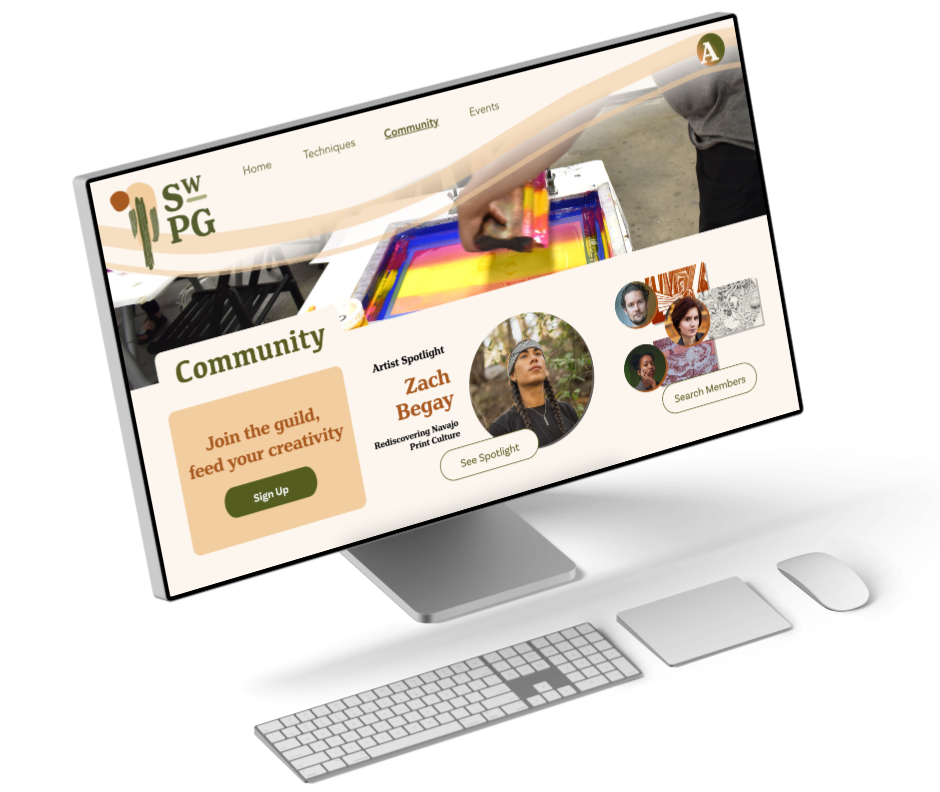 A
Home
Techniques
Community
Events
SW
PG
Community
Join the guild,
feed your creativity
Sign Up
Artist Spotlight
Zach
Begay
Rediscovering Navajo
Print Culture
See Spotlight
Search Members